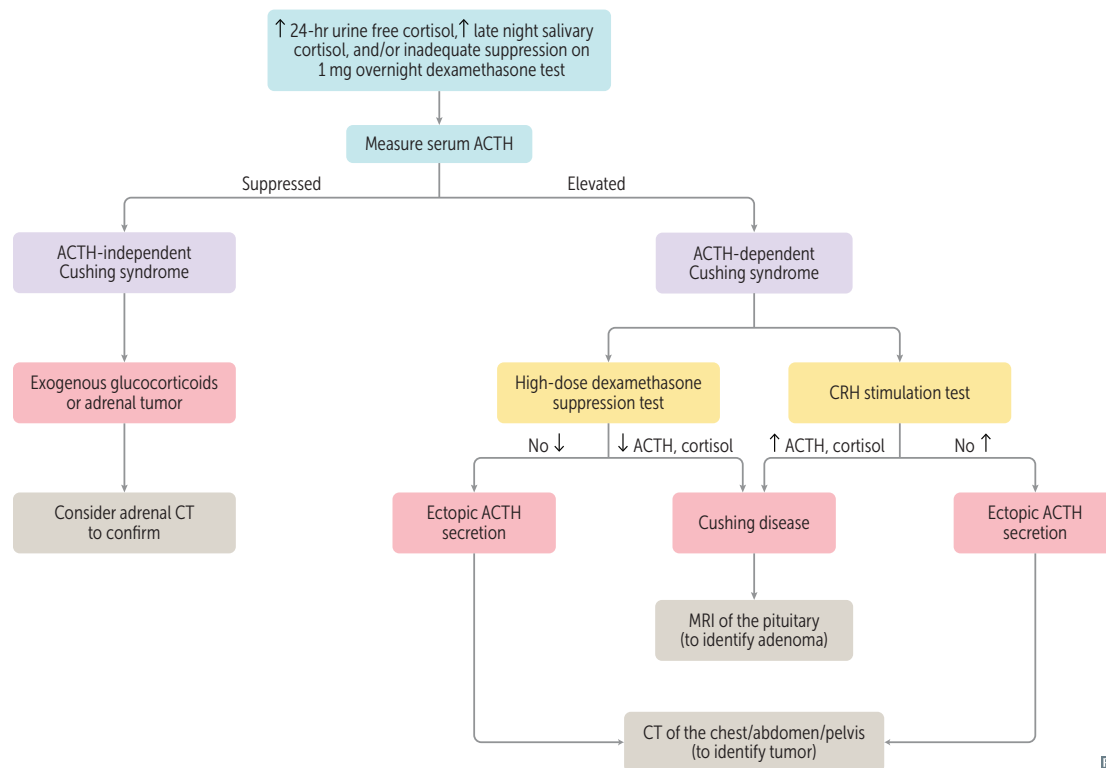 ↑ 24-hr urine free cortisol, ↑ late night salivary
cortisol, and/or inadequate suppression on
1 mg overnight dexamethasone test
Measure serum ACTH
Suppressed
Elevated
ACTH-independent
Cushing syndrome
ACTH-dependent
Cushing syndrome
Exogenous glucocorticoids
or adrenal tumor
High-dose dexamethasone
suppression test
CRH stimulation test
No ↓
↓ ACTH, cortisol
↑ ACTH, cortisol
No ↑
Consider adrenal CT
to confirm
Ectopic ACTH
secretion
Cushing disease
Ectopic ACTH
secretion
MRI of the pituitary
(to identify adenoma)
CT of the chest/abdomen/pelvis
(to identify tumor)